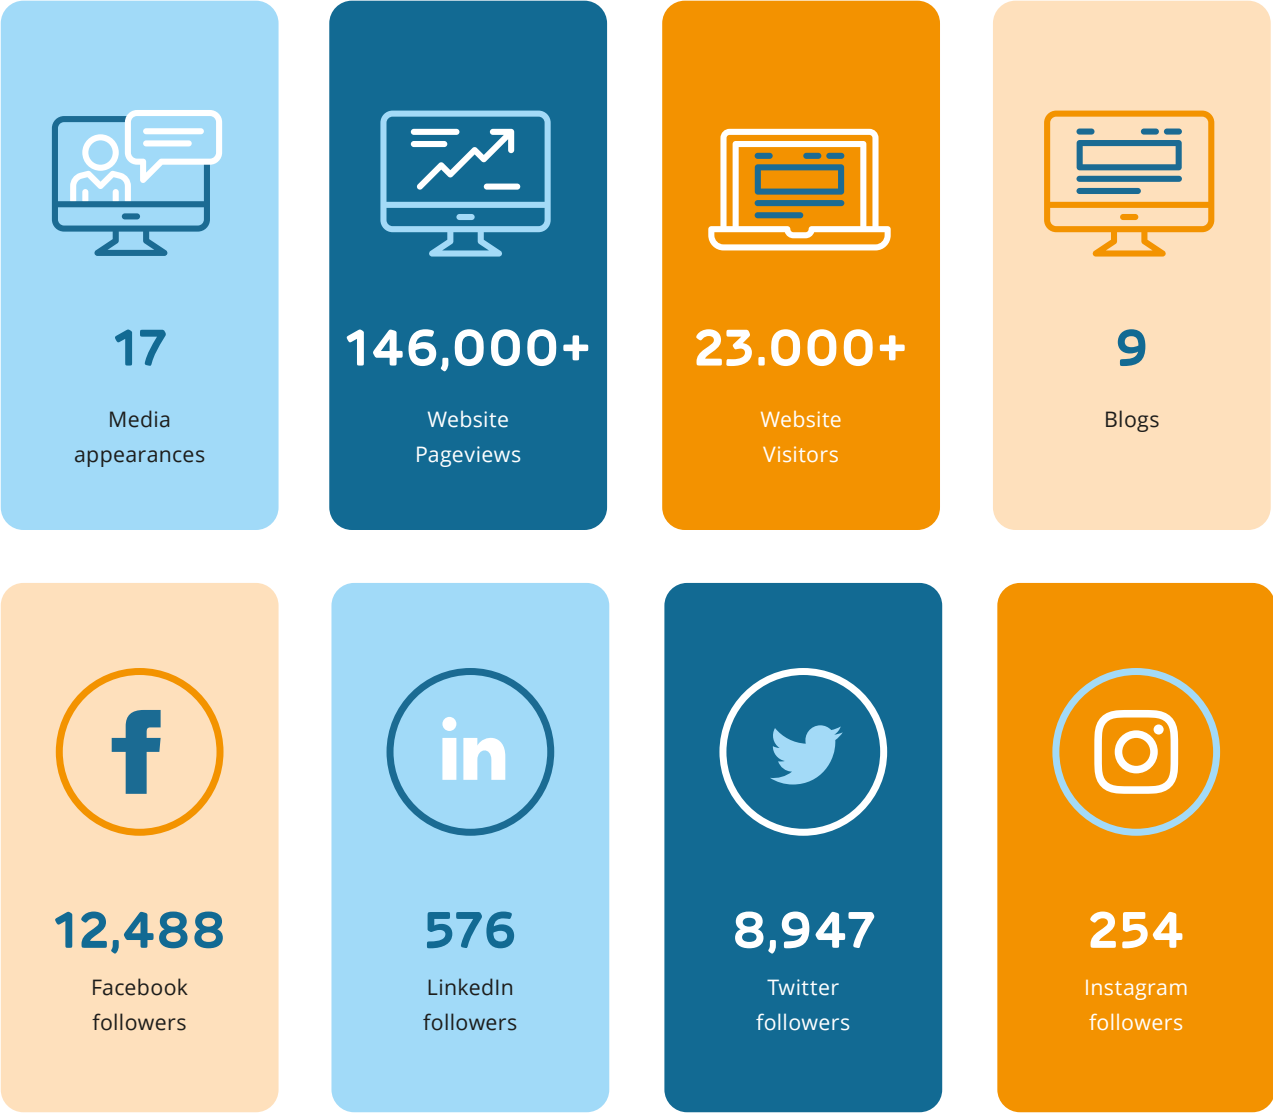 17
Media
appearances
146,000+
Website
Pageviews
23.000+
Website
Visitors
9
Blogs
f
12,488
Facebook
followers
in
576
LinkedIn
followers
8,947
Twitter
followers
254
Instagram
followers